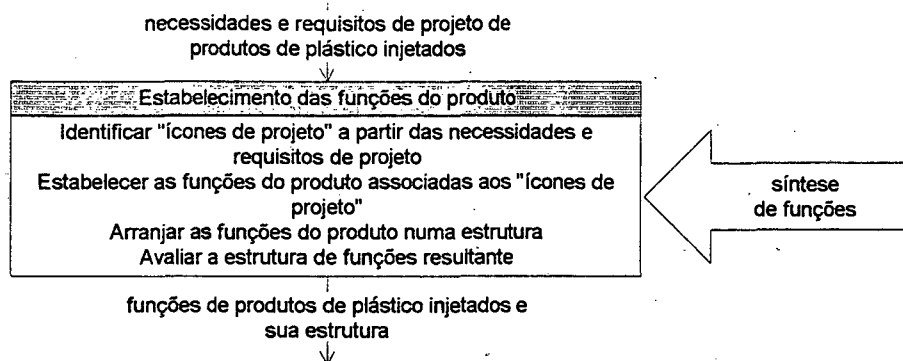 necessidades e requisitos de projeto de
produtos de plástico injetados
Estabelecimento das funções do produto
Identificar "ícones de projeto" a partir das necessidades e
requisitos de projeto
Estabelecer as funções do produto associadas aos "ícones de
projeto"
Arranjar as funções do produto numa estrutura
Avaliar a estrutura de funções resultante
síntese
de funções
funções de produtos de plástico injetados e
sua estrutura